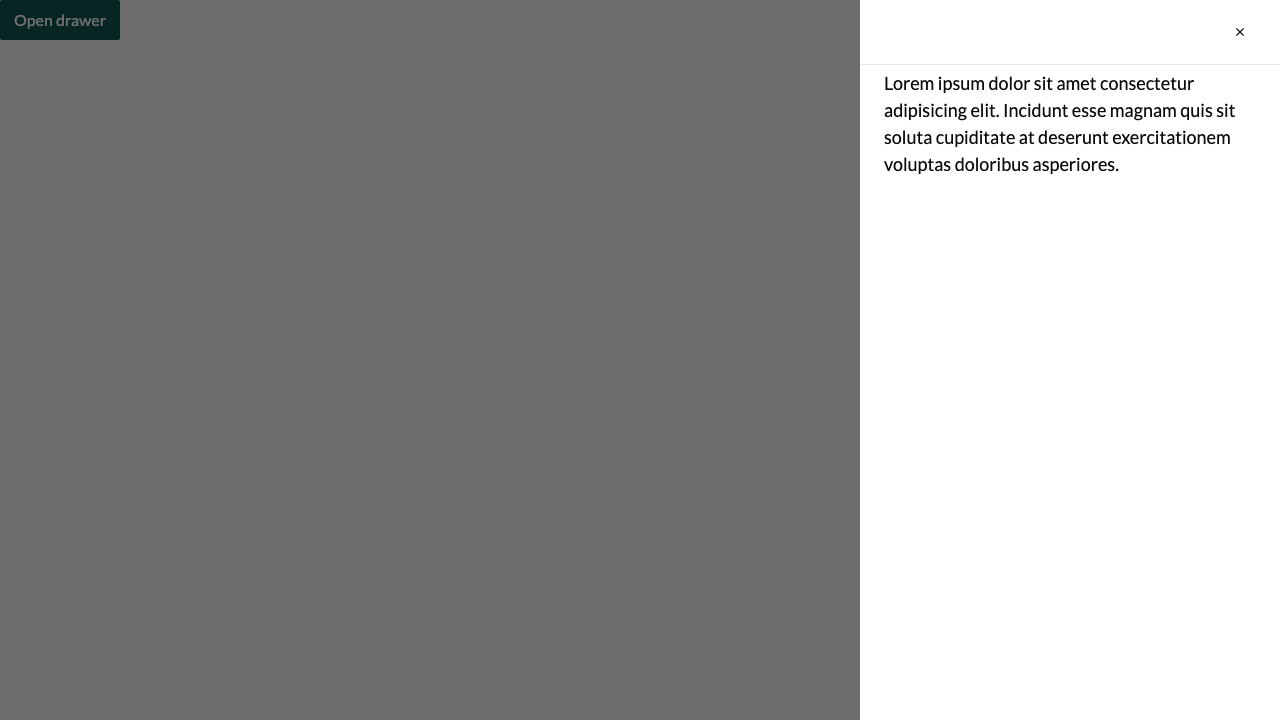 Open drawer
Lorem ipsum dolor sit amet consectetur
adipisicing elit. Incidunt esse magnam quis sit
soluta cupiditate at deserunt exercitationem
voluptas doloribus asperiores.